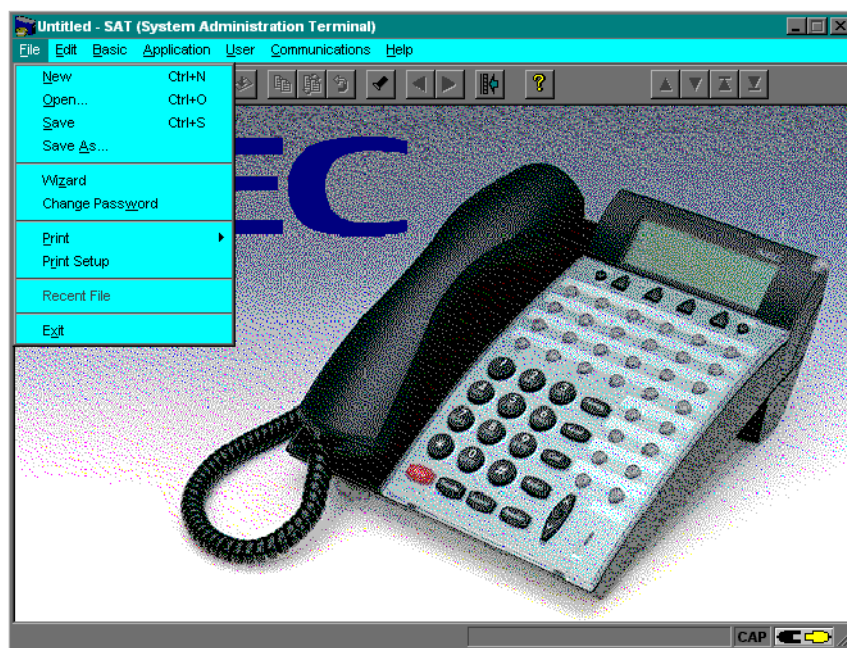 Untitled - SAT (System Administration Terminal)
File Edit Basic Application User Communications Help
New Ctrl+N
Open... Ctrl+O
Save Ctrl+S
Save As...
Wizard
Change Password
Print
Print Setup
Recent File
Exit
EC
CAP